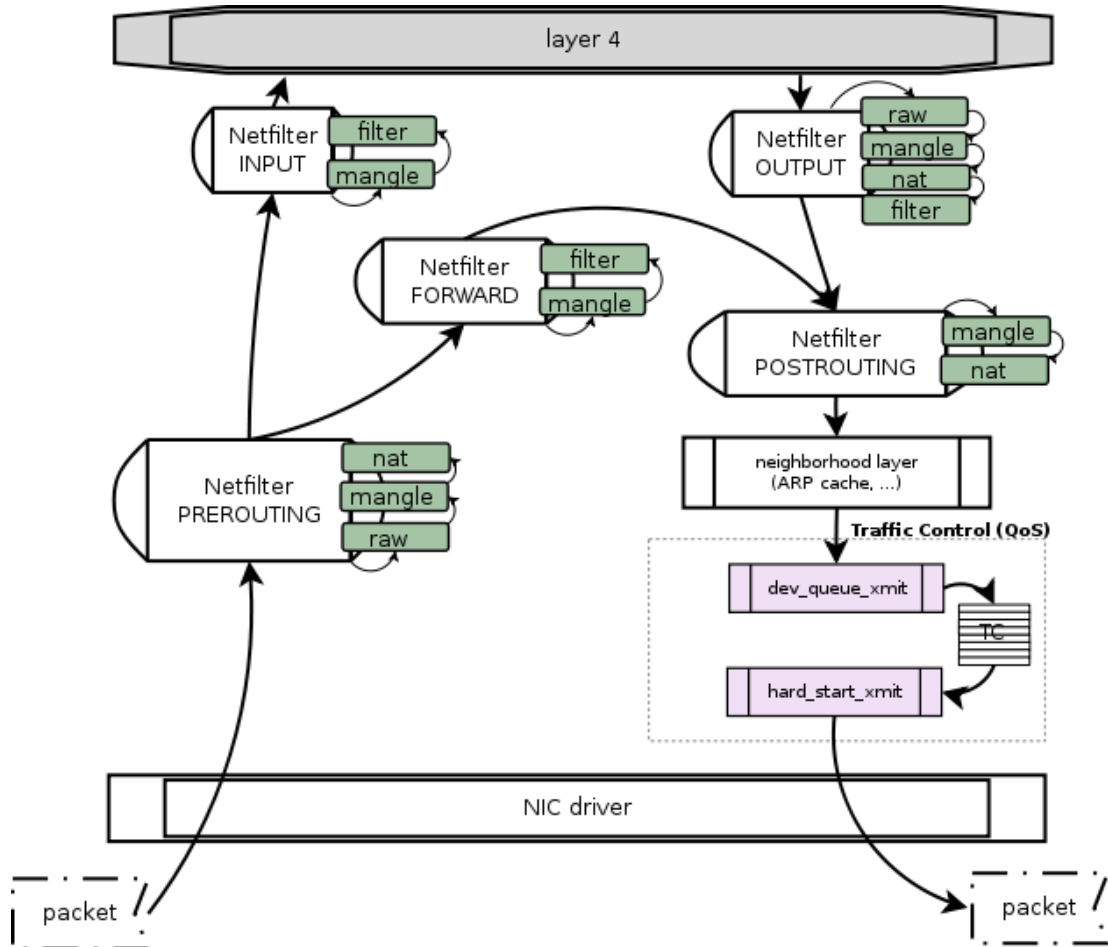 layer 4
Netfilter
INPUT
filter
mangle
Netfilter
OUTPUT
raw
mangle
nat
filter
Netfilter
FORWARD
filter
mangle
Netfilter
POSTROUTING
mangle
nat
Netfilter
PREROUTING
nat
mangle
raw
neighborhood layer
(ARP cache, ...)
Traffic Control (QoS)
dev_queue_xmit
TC
hard_start_xmit
NIC driver
packet
packet